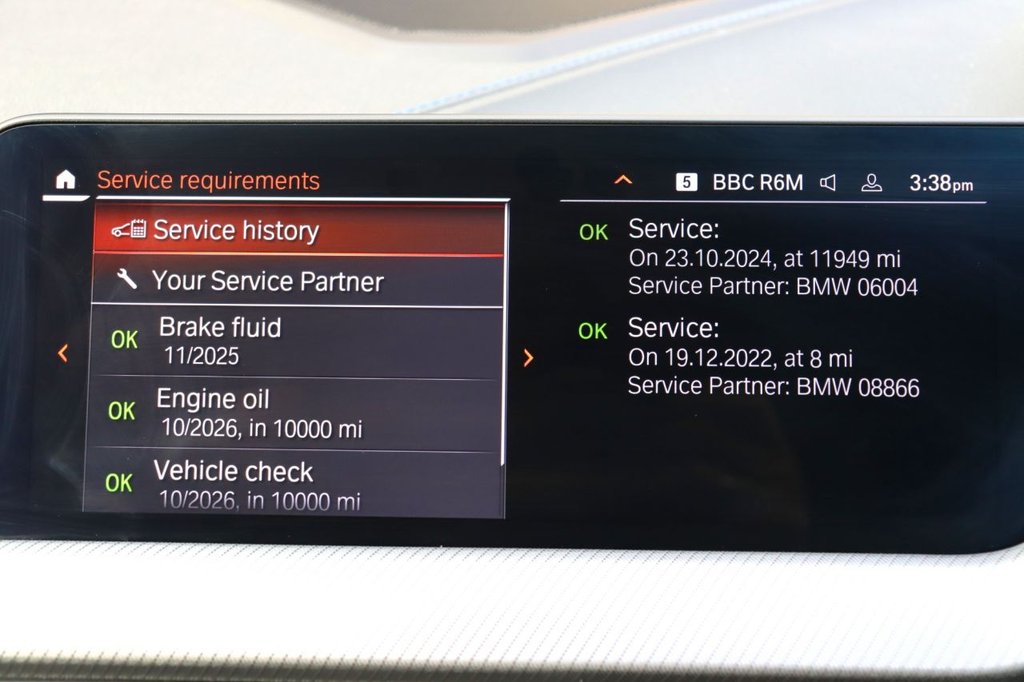 Service requirements
5 BBC R6M 3:38pm
Service history
Your Service Partner
OK Brake fluid
11/2025
OK Engine oil
10/2026, in 10000 mi
OK Vehicle check
10/2026, in 10000 mi
OK Service:
On 23.10.2024, at 11949 mi
Service Partner: BMW 06004
OK Service:
On 19.12.2022, at 8 mi
Service Partner: BMW 08866